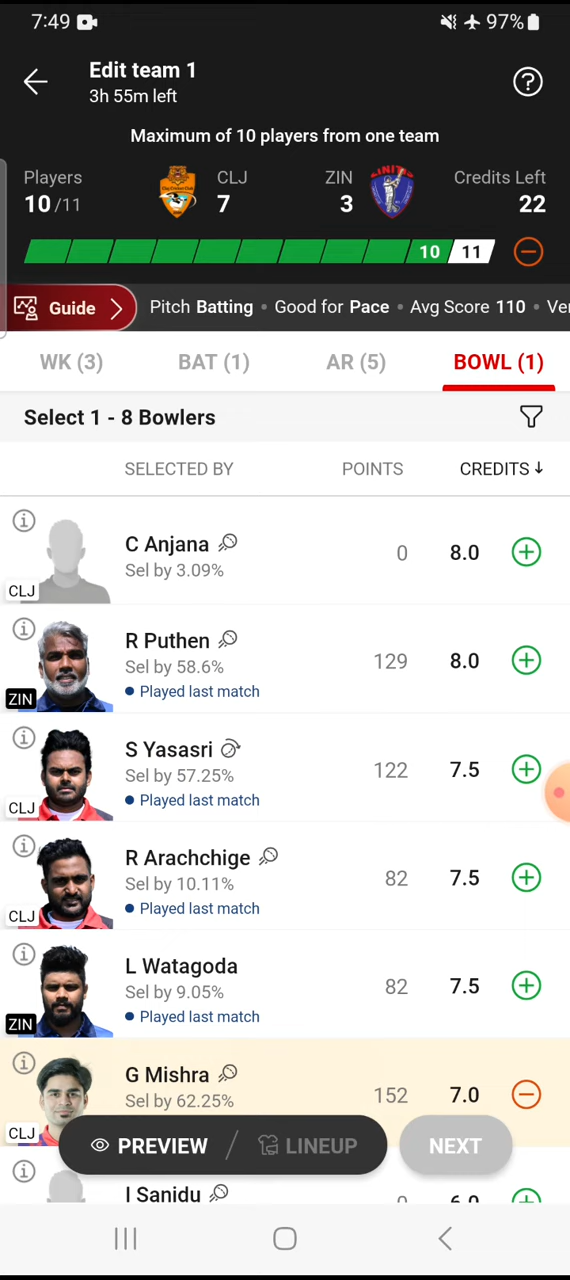 7:49 97%
Edit team 1
3h 55m left
Maximum of 10 players from one team
Players CLJ ZIN Credits Left
10/11 7 3 22
10 11
Guide Pitch Batting • Good for Pace • Avg Score 110 • Ve
WK (3) BAT (1) AR (5) BOWL (1)
Select 1 - 8 Bowlers
SELECTED BY POINTS CREDITS ↓
C Anjana 0 8.0
Sel by 3.09%
CLJ
R Puthen 129 8.0
Sel by 58.6%
ZIN • Played last match
S Yasasri 122 7.5
Sel by 57.25%
CLJ • Played last match
R Arachchige 82 7.5
Sel by 10.11%
CLJ • Played last match
L Watagoda 82 7.5
Sel by 9.05%
ZIN • Played last match
G Mishra 152 7.0
Sel by 62.25%
CLJ
PREVIEW / LINEUP NEXT
I Sanidu 0 6.0